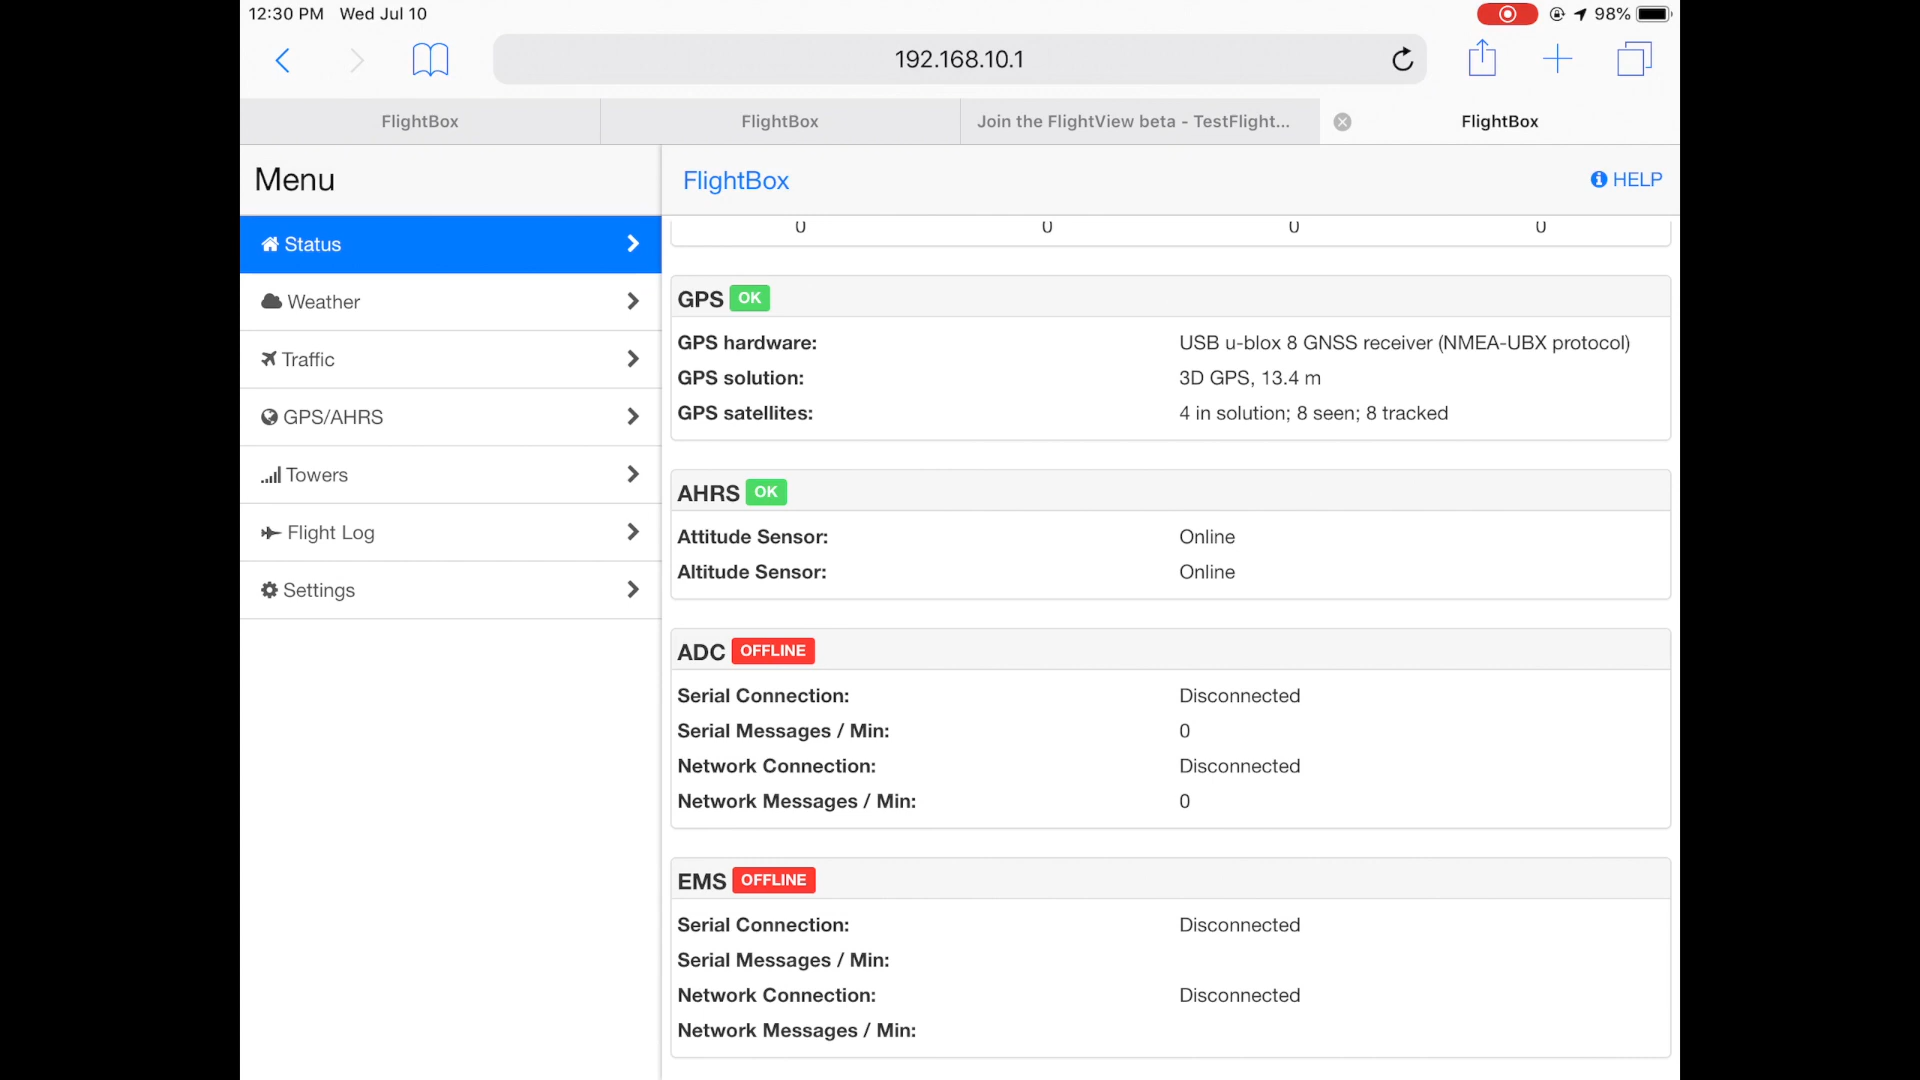 12:30 PM Wed Jul 10 98%
192.168.10.1
FlightBox FlightBox Join the FlightView beta - TestFlight... FlightBox
Menu
FlightBox
HELP
Status
Weather
Traffic
GPS/AHRS
Towers
Flight Log
Settings
0 0 0 0
GPS OK
GPS hardware: USB u-blox 8 GNSS receiver (NMEA-UBX protocol)
GPS solution: 3D GPS, 13.4 m
GPS satellites: 4 in solution; 8 seen; 8 tracked
AHRS OK
Attitude Sensor: Online
Altitude Sensor: Online
ADC OFFLINE
Serial Connection: Disconnected
Serial Messages / Min: 0
Network Connection: Disconnected
Network Messages / Min: 0
EMS OFFLINE
Serial Connection: Disconnected
Serial Messages / Min:
Network Connection: Disconnected
Network Messages / Min: